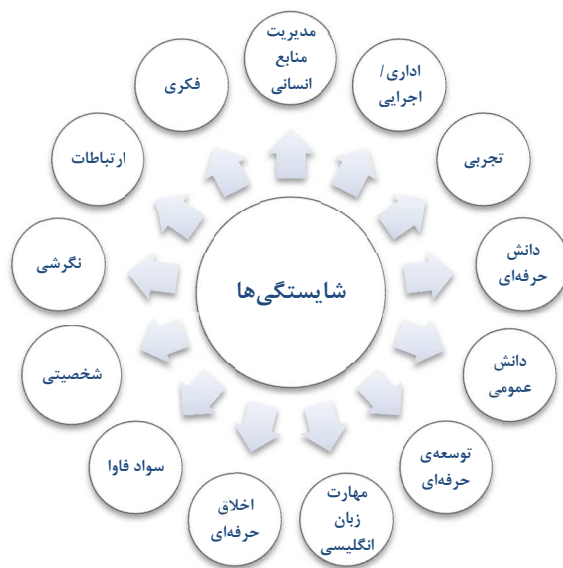 شایستگی‌ها
مدیریت
منابع
انسانی
اداری/
اجرایی
تجربی
دانش
حرفه‌ای
دانش
عمومی
توسعه‌ی
حرفه‌ای
مهارت
زبان
انگلیسی
اخلاق
حرفه‌ای
سواد فاوا
شخصیتی
نگرشی
ارتباطات
فکری